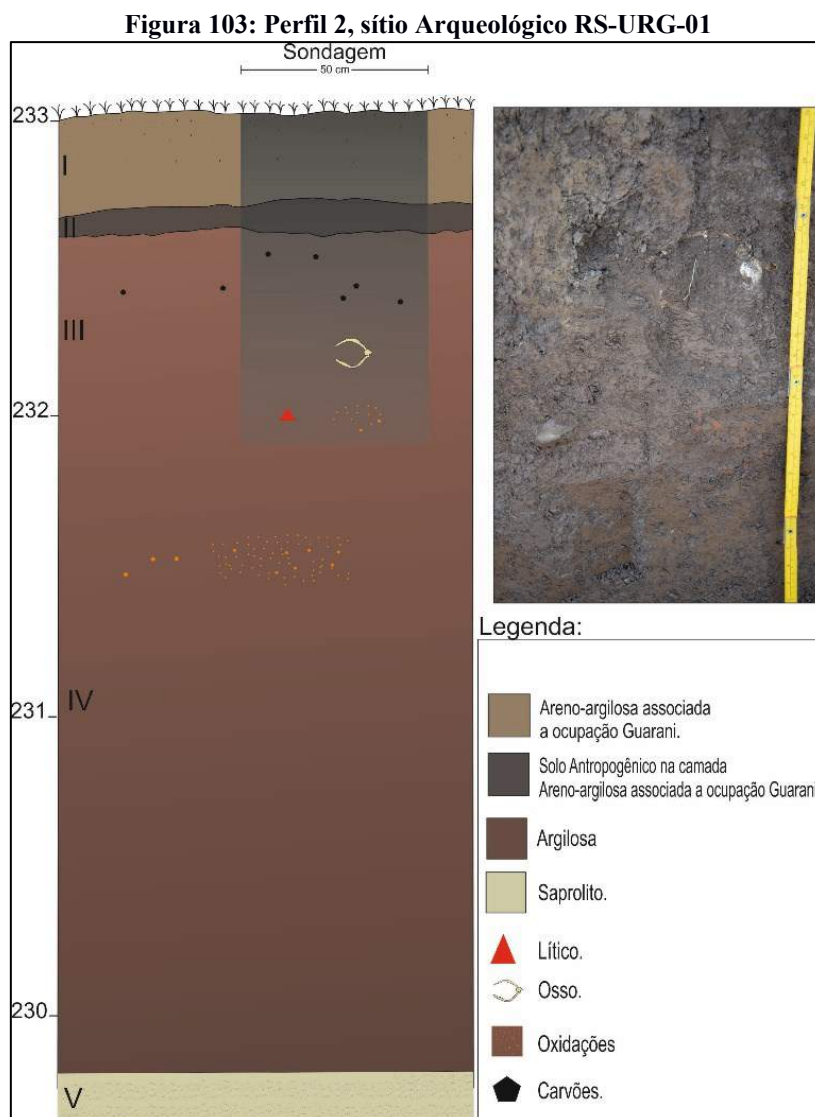 Figura 103: Perfil 2, sítio Arqueológico RS-URG-01
Sondagem
50 cm
233
I
II
III
232
IV
231
230
V
Legenda:
Areno-argilosa associada
a ocupação Guarani.
Solo Antropogênico na camada
Areno-argilosa associada a ocupação Guarani
Argilosa
Saprolito.
Lítico.
Osso.
Oxidações
Carvões.